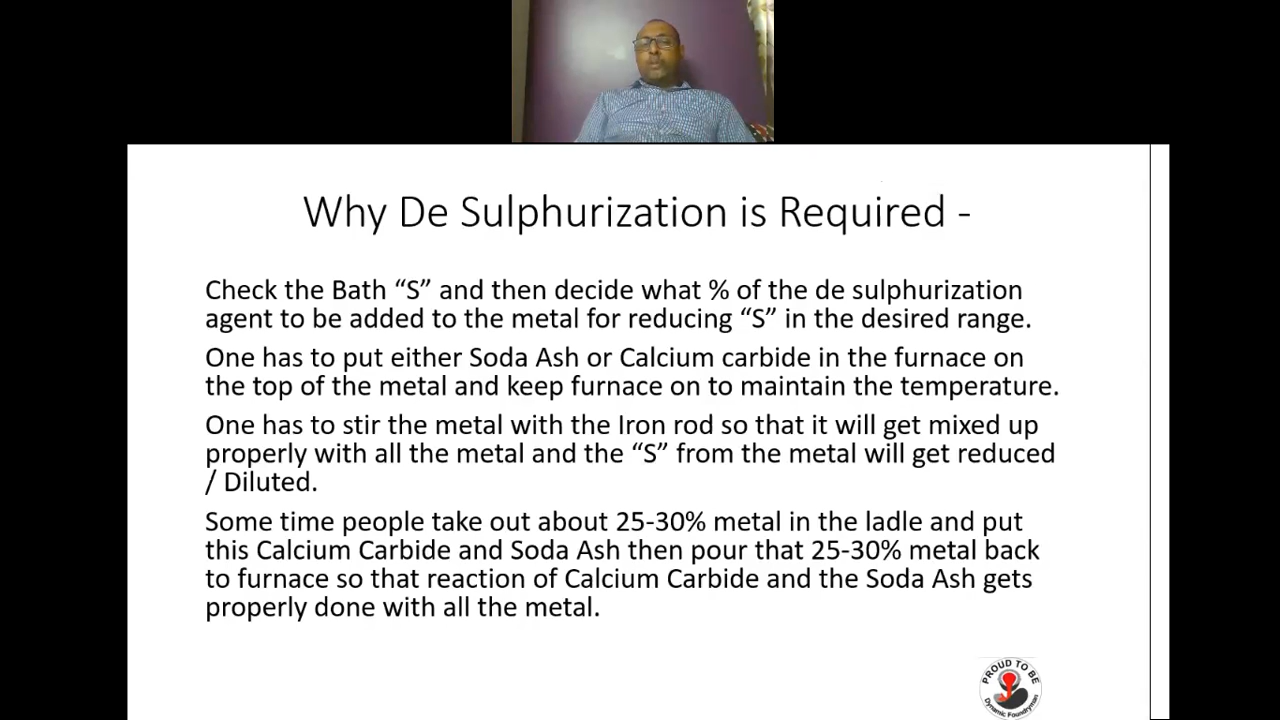 Why De Sulphurization is Required -
Check the Bath “S” and then decide what % of the de sulphurization
agent to be added to the metal for reducing “S” in the desired range.
One has to put either Soda Ash or Calcium carbide in the furnace on
the top of the metal and keep furnace on to maintain the temperature.
One has to stir the metal with the Iron rod so that it will get mixed up
properly with all the metal and the “S” from the metal will get reduced
/ Diluted.
Some time people take out about 25-30% metal in the ladle and put
this Calcium Carbide and Soda Ash then pour that 25-30% metal back
to furnace so that reaction of Calcium Carbide and the Soda Ash gets
properly done with all the metal.
PROUD TO BE
Dynamic Foundryman